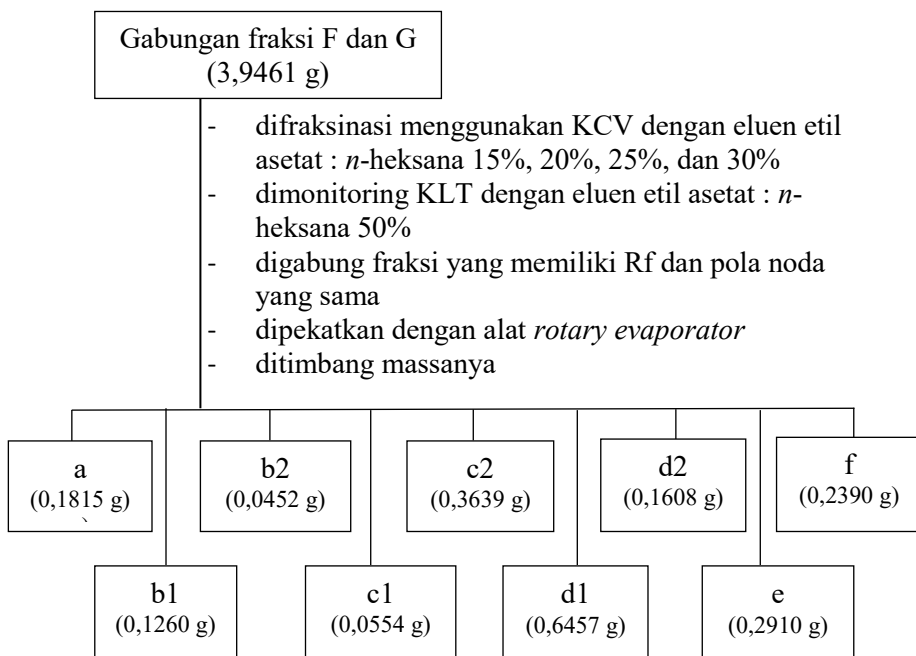 Gabungan fraksi F dan G
(3,9461 g)
- difraksinasi menggunakan KCV dengan eluen etil
asetat : n-heksana 15%, 20%, 25%, dan 30%
- dimonitoring KLT dengan eluen etil asetat : n-
heksana 50%
- digabung fraksi yang memiliki Rf dan pola noda
yang sama
- dipekatkan dengan alat rotary evaporator
- ditimbang massanya
a
(0,1815 g)
`
b2
(0,0452 g)
c2
(0,3639 g)
d2
(0,1608 g)
f
(0,2390 g)
b1
(0,1260 g)
c1
(0,0554 g)
d1
(0,6457 g)
e
(0,2910 g)